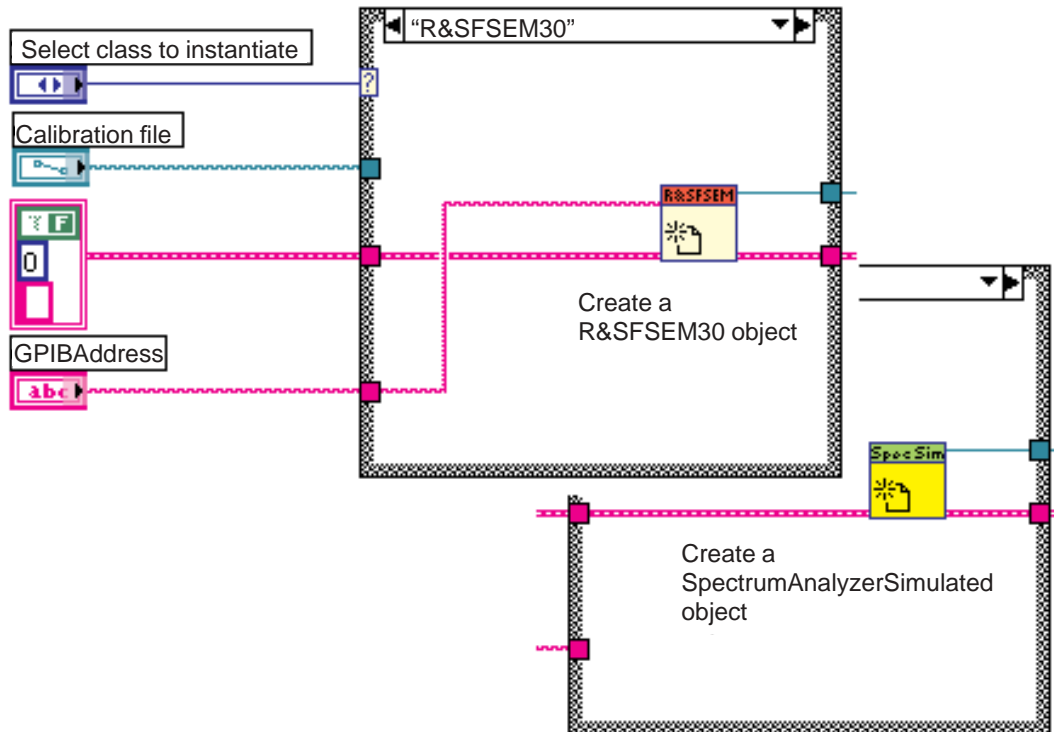 “R&SFSEM30”
Select class to instantiate
?
Calibration file
R&SFSEM
? F
0
Create a
R&SFSEM30 object
GPIBAddress
abc
Spec Sim
Create a
SpectrumAnalyzerSimulated
object